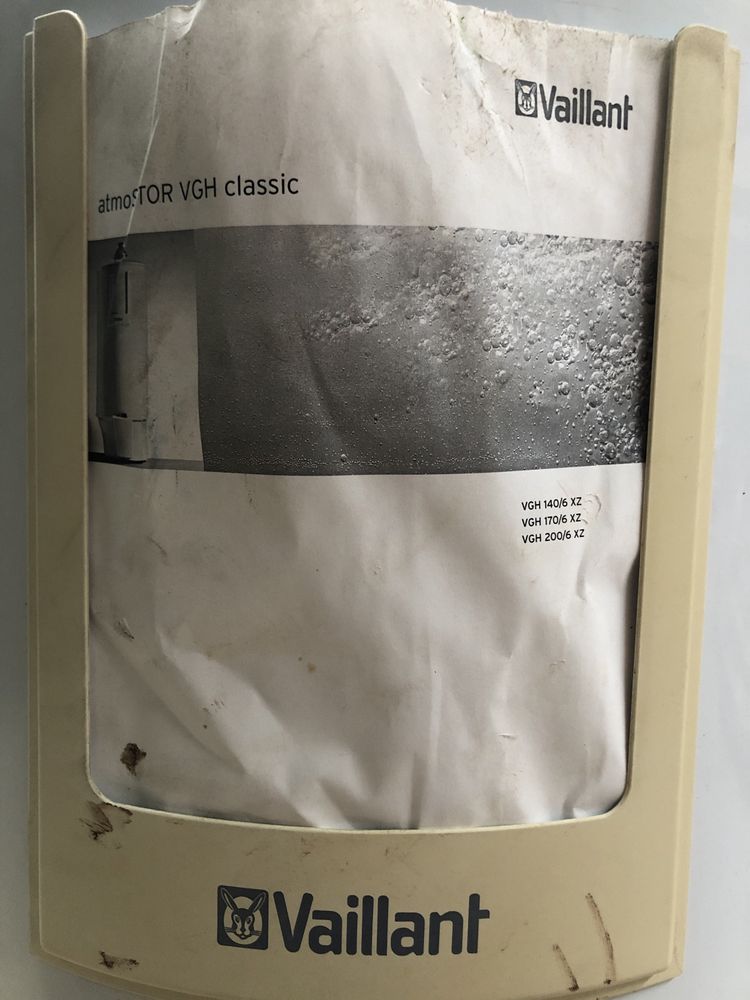 Vaillant
atmoSTOR VGH classic
VGH 140/6 XZ
VGH 170/6 XZ
VGH 200/6 XZ
Vaillant